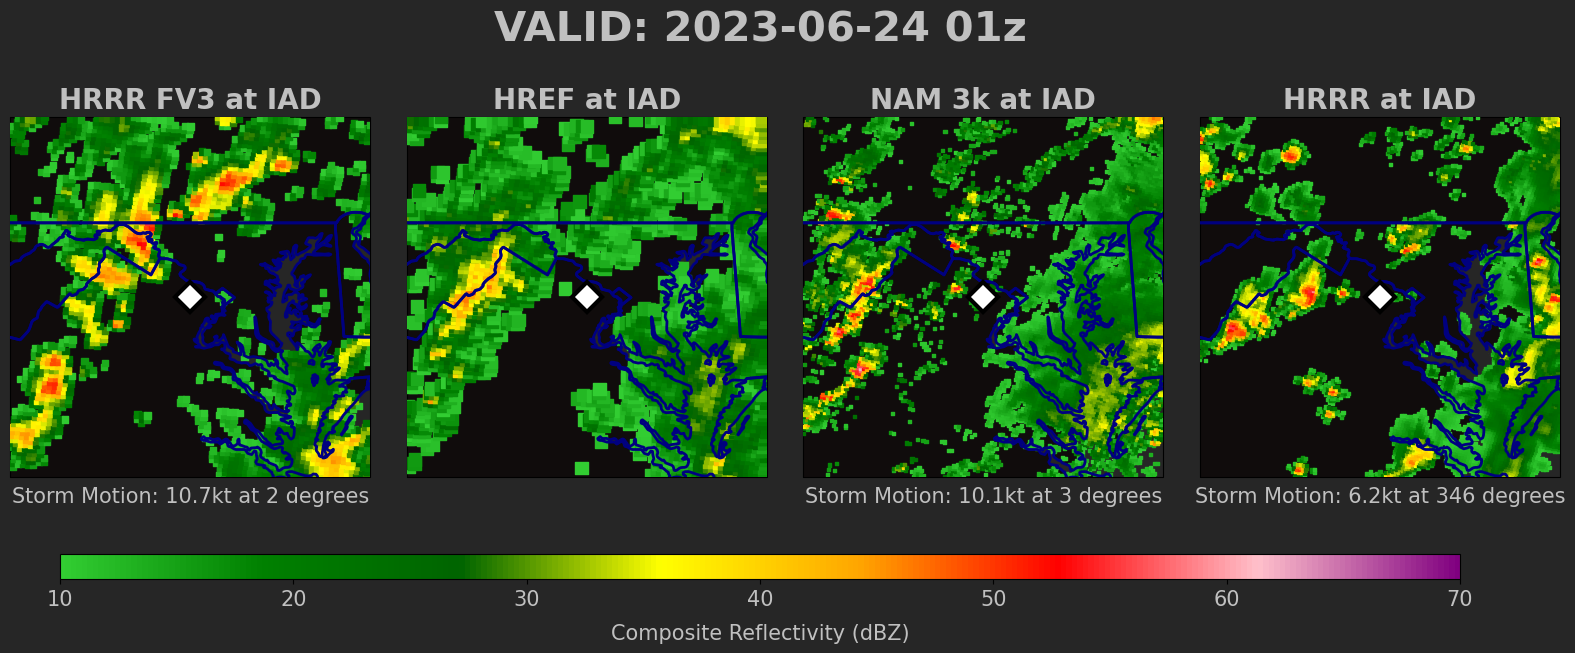 VALID: 2023-06-24 01z
HRRR FV3 at IAD
HREF at IAD
NAM 3k at IAD
HRRR at IAD
Storm Motion: 10.7kt at 2 degrees
Storm Motion: 10.1kt at 3 degrees
Storm Motion: 6.2kt at 346 degrees
10 20 30 40 50 60 70
Composite Reflectivity (dBZ)